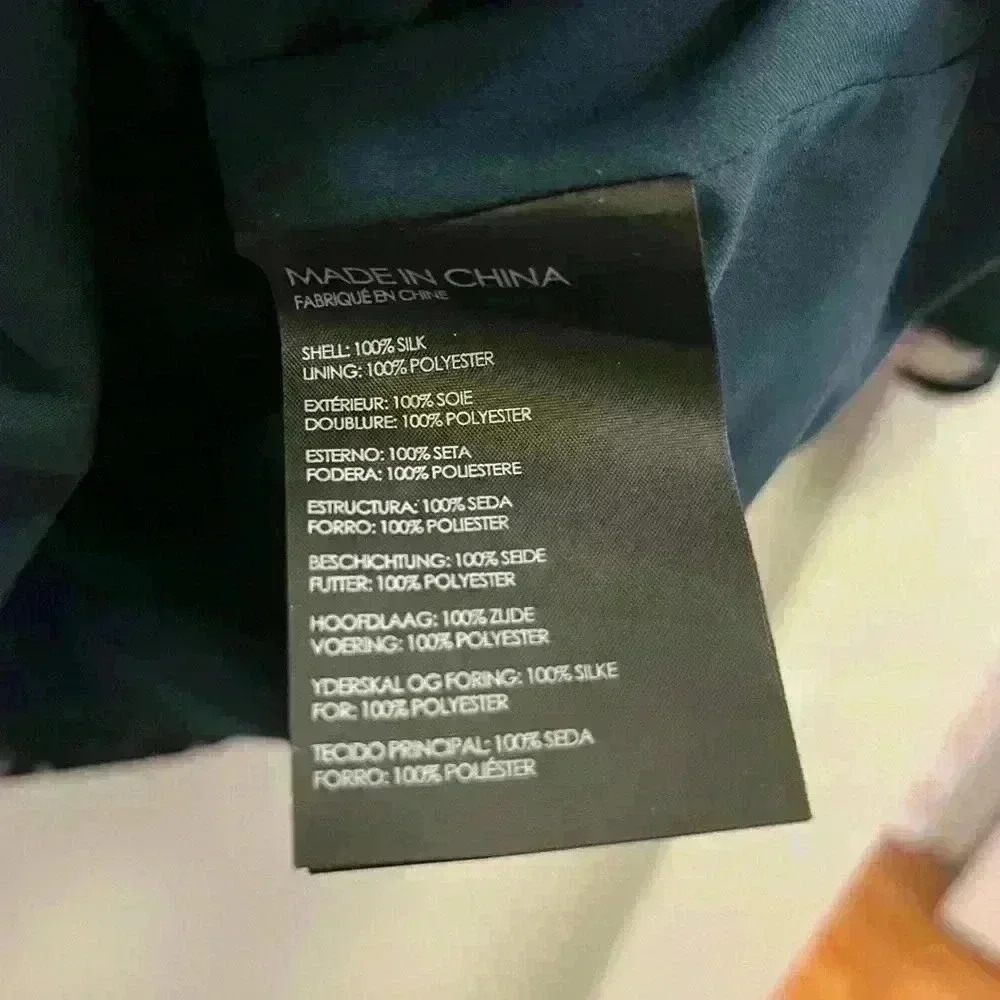 MADE IN CHINA
FABRIQUÉ EN CHINE
SHELL: 100% SILK
LINING: 100% POLYESTER
EXTÉRIEUR: 100% SOIE
DOUBLURE: 100% POLYESTER
ESTERNO: 100% SETA
FODERA: 100% POLIESTERE
ESTRUCTURA: 100% SEDA
FORRO: 100% POLIESTER
BESCHICHTUNG: 100% SEIDE
FUTTER: 100% POLYESTER
HOOFDLAAG: 100% ZIJDE
VOERING: 100% POLYESTER
YDERSKAL OG FORING: 100% SILKE
FOR: 100% POLYESTER
TECIDO PRINCIPAL: 100% SEDA
FORRO: 100% POLIÉSTER